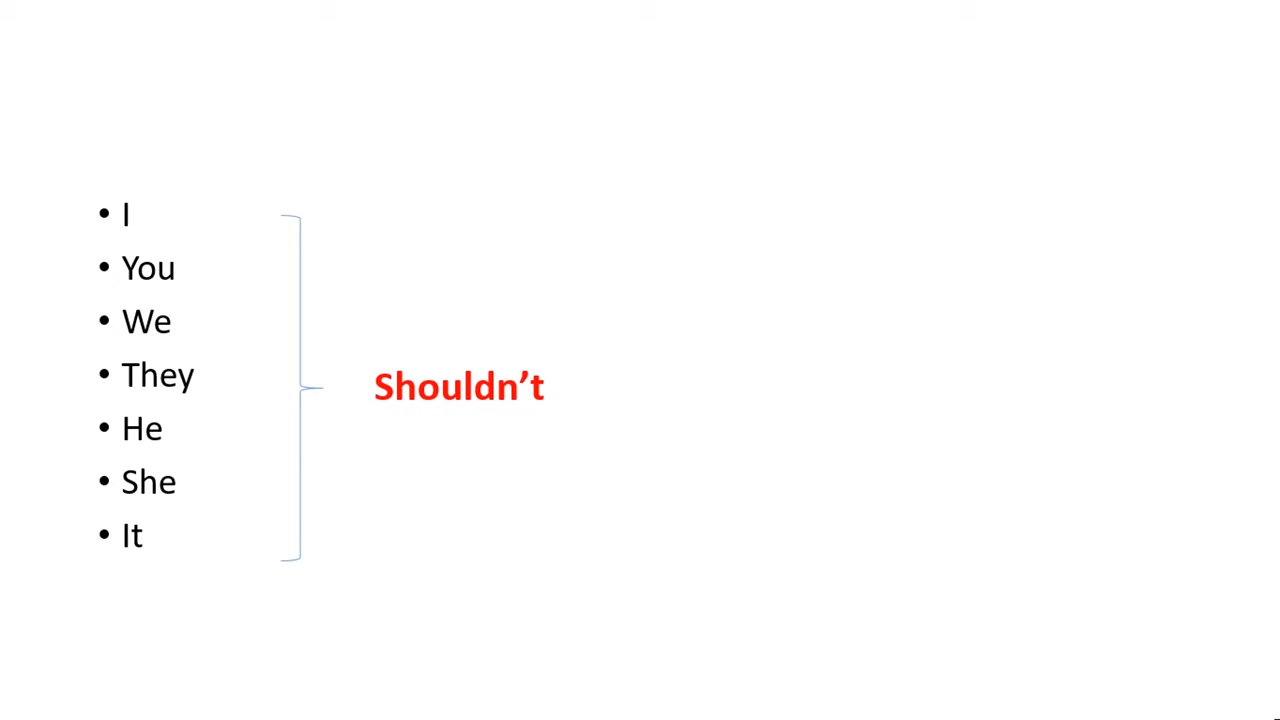 • I
• You
• We
• They
• He
• She
• It
Shouldn’t